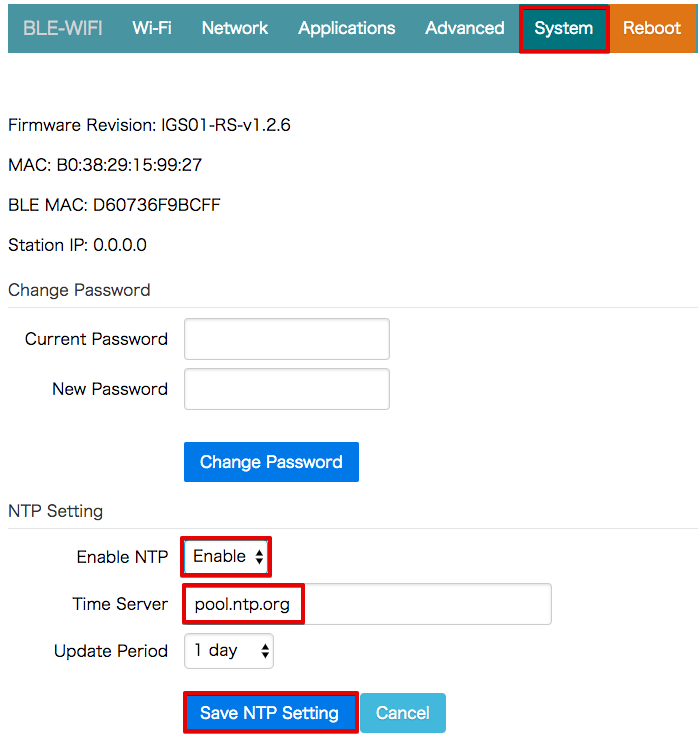 BLE-WIFI Wi-Fi Network Applications Advanced System Reboot
Firmware Revision: IGS01-RS-v1.2.6
MAC: B0:38:29:15:99:27
BLE MAC: D60736F9BCFF
Station IP: 0.0.0.0
Change Password
Current Password
New Password
Change Password
NTP Setting
Enable NTP Enable
Time Server pool.ntp.org
Update Period 1 day
Save NTP Setting Cancel